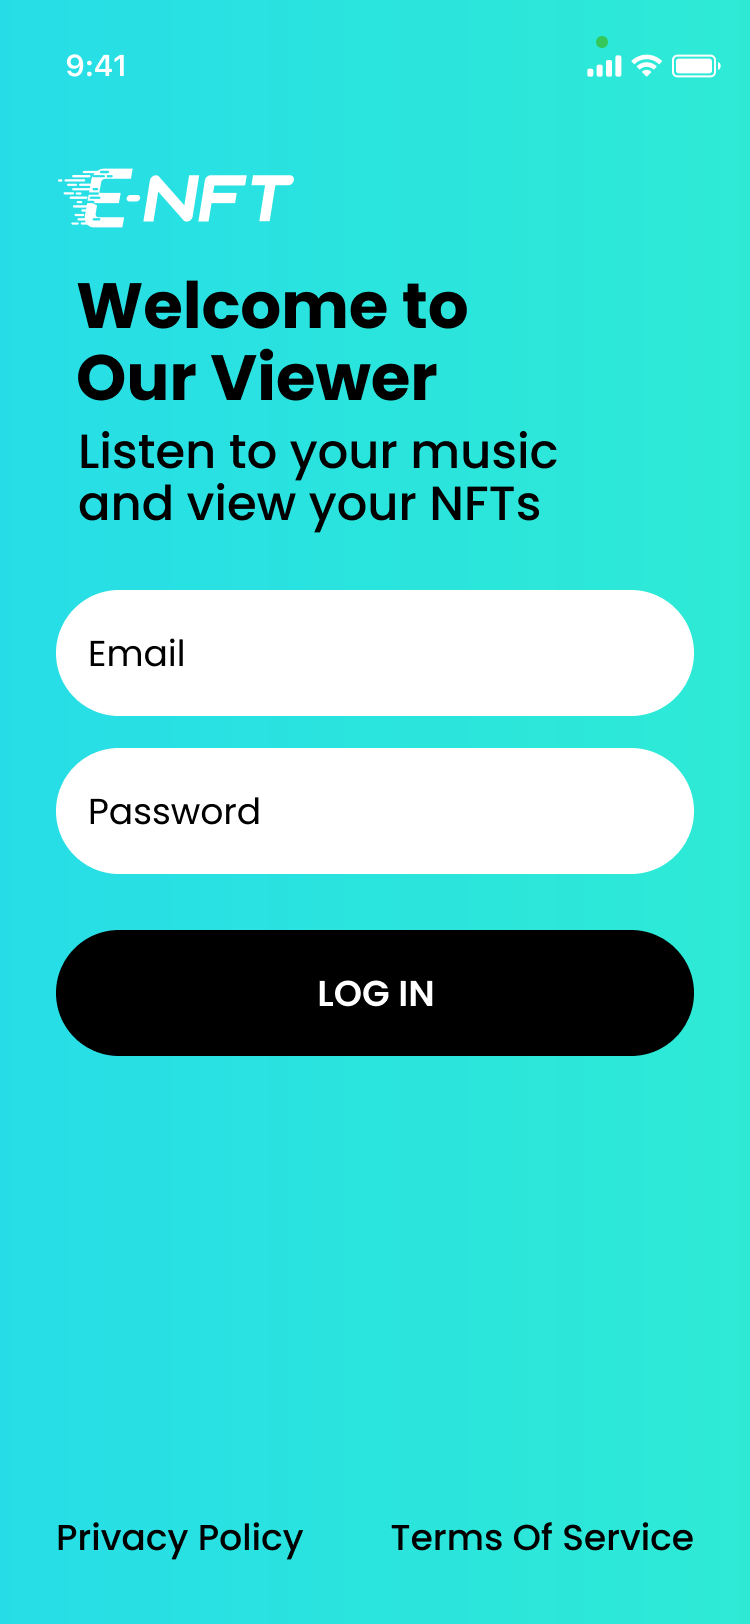 9:41
E-NFT
Welcome to
Our Viewer
Listen to your music
and view your NFTs
Email
Password
LOG IN
Privacy Policy Terms Of Service